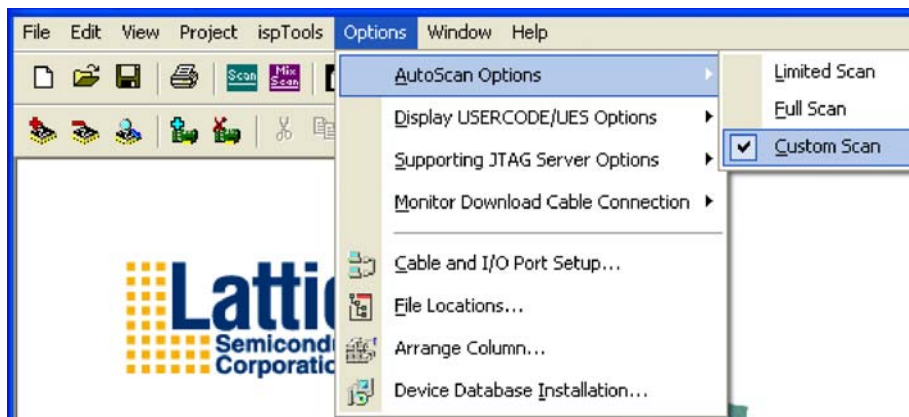 File Edit View Project ispTools Options Window Help
Scan Mix Scan
AutoScan Options
Display USERCODE/UES Options
Supporting JTAG Server Options
Monitor Download Cable Connection
Cable and I/O Port Setup...
File Locations...
Arrange Column...
Device Database Installation...
Limited Scan
Full Scan
Custom Scan
Lattic
Semicond
Corporatic